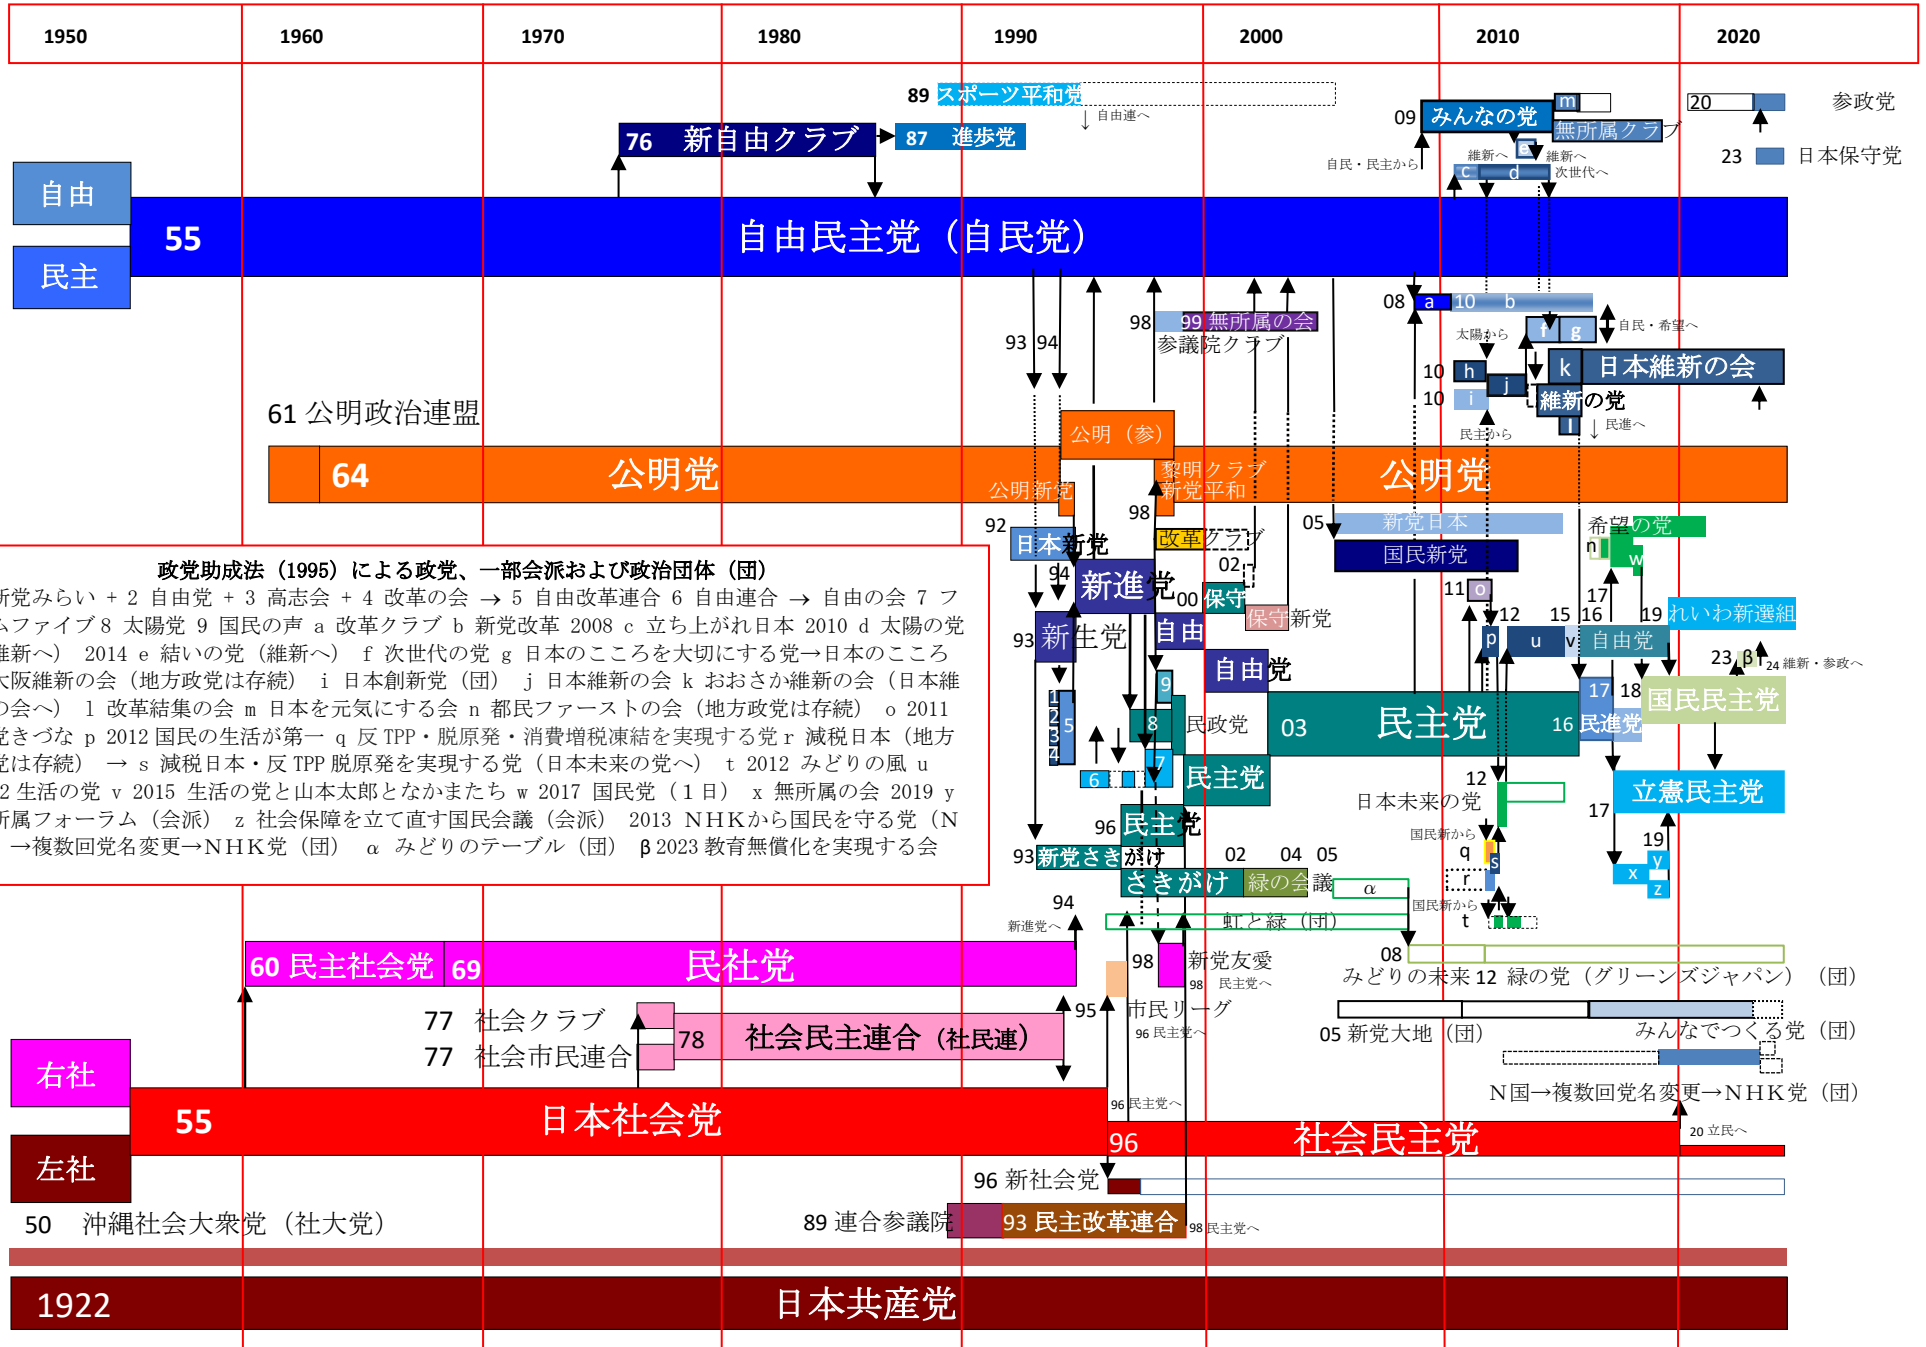 1950 1960 1970 1980 1990 2000 2010 2020
89 スポーツ平和党
↓ 自由連へ
76 新自由クラブ
87 進歩党
09 みんなの党
m
無所属クラブ
20 参政党
23 日本保守党
自民・民主から
維新へ
e
維新へ
c d 次世代へ
自由
民主
55 自由民主党（自民党）
93 94
98 99 無所属の会
参議院クラブ
08 a 10 b
太陽から
f g
自民・希望へ
10 h
j
10 i
k 日本維新の会
維新の党
l
↓ 民進へ
民主から
61 公明政治連盟
公明（参）
64 公明党
公明新党
黎明クラブ
新党平和
公明党
98
92 日本新党
改革クラブ
02
05 新党日本
国民新党
希望の党
n
w
17
94 新進党
00 保守
保守新党
11 o
12 15 16 19
れいわ新選組
93 新生党
自由
自由党
p u v 自由党
23 β
24 維新・参政へ
政党助成法（1995）による政党、一部会派および政治団体（団）
新党みらい + 2 自由党 + 3 高志会 + 4 改革の会 → 5 自由改革連合 6 自由連合 → 自由の会 7 フ
ムファイブ 8 太陽党 9 国民の声 a 改革クラブ b 新党改革 2008 c 立ち上がれ日本 2010 d 太陽の党
維新へ） 2014 e 結いの党（維新へ） f 次世代の党 g 日本のこころを大切にする党→日本のこころ
大阪維新の会（地方政党は存続） i 日本創新党（団） j 日本維新の会 k おおさか維新の会（日本維
の会へ） l 改革結集の会 m 日本を元気にする会 n 都民ファーストの会（地方政党は存続） o 2011
党きづな p 2012 国民の生活が第一 q 反 TPP・脱原発・消費増税凍結を実現する党 r 減税日本（地方
党は存続） → s 減税日本・反 TPP 脱原発を実現する党（日本未来の党へ） t 2012 みどりの風 u
2 生活の党 v 2015 生活の党と山本太郎となかまたち w 2017 国民党（１日） x 無所属の会 2019 y
所属フォーラム（会派） z 社会保障を立て直す国民会議（会派） 2013 ＮＨＫから国民を守る党（Ｎ
→複数回党名変更→ＮＨＫ党（団） α みどりのテーブル（団） β 2023 教育無償化を実現する会
1
2
3
4
5
9
8 民政党
7
6
03 民主党 16
17 18
民進党
国民民主党
民主党
96 民主党
12
日本未来の党
17 立憲民主党
19
国民新から
q
s
r
x y
z
93 新党さきがけ
さきがけ
02 04 05
緑の会議
α
国民新から
t
94
新進党へ
虹と緑（団）
60 民主社会党 69 民社党
98 新党友愛
98 民主党へ
08
みどりの未来 12 緑の党（グリーンズジャパン）（団）
77 社会クラブ
77 社会市民連合
78 社会民主連合（社民連）
95 市民リーグ
96 民主党へ
05 新党大地（団）
みんなでつくる党（団）
N国→複数回党名変更→ＮＨＫ党（団）
右社
左社
55 日本社会党
96 民主党へ
96 社会民主党
20 立民へ
96 新社会党
50 沖縄社会大衆党（社大党）
89 連合参議院
93 民主改革連合
98 民主党へ
1922 日本共産党